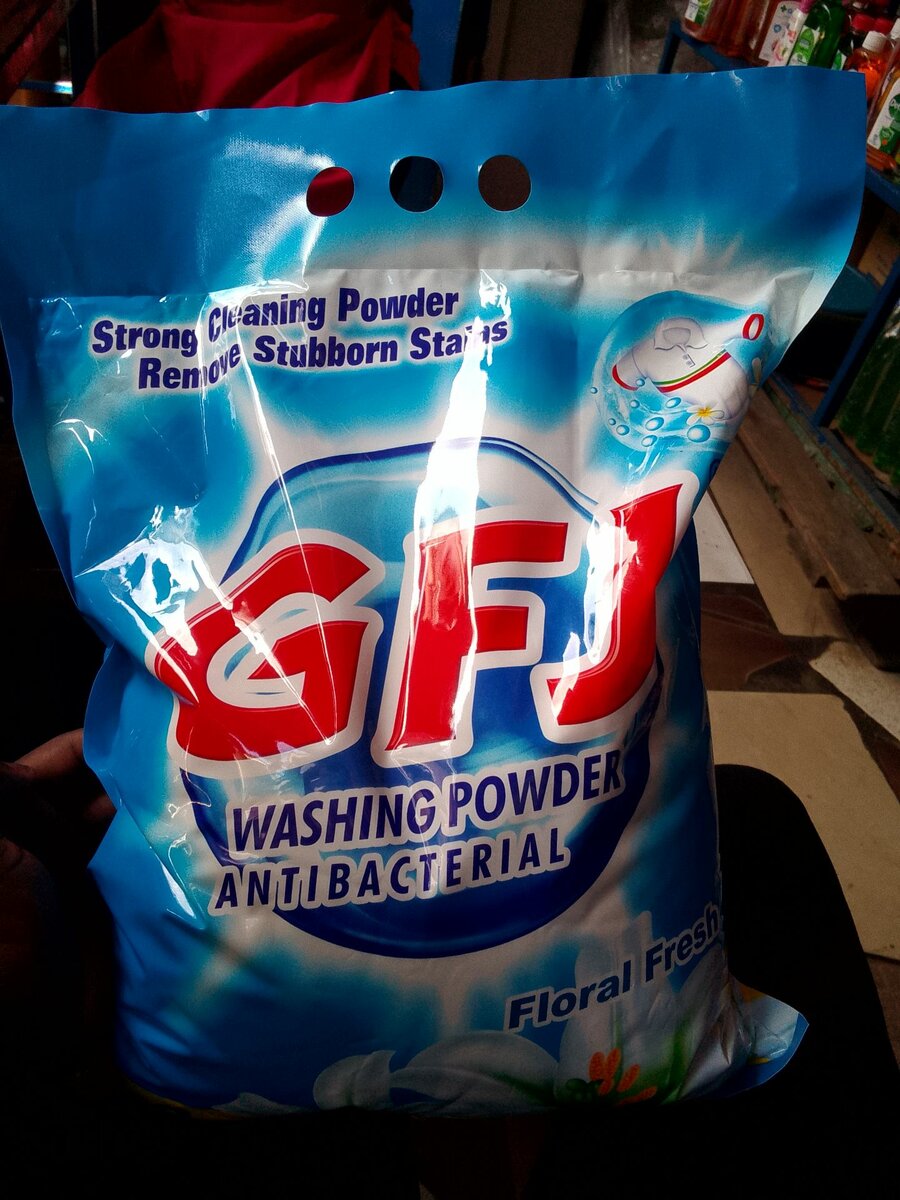 Strong Cleaning Powder
Remove Stubborn Stains
GFJ
WASHING POWDER
ANTIBACTERIAL
Floral Fresh